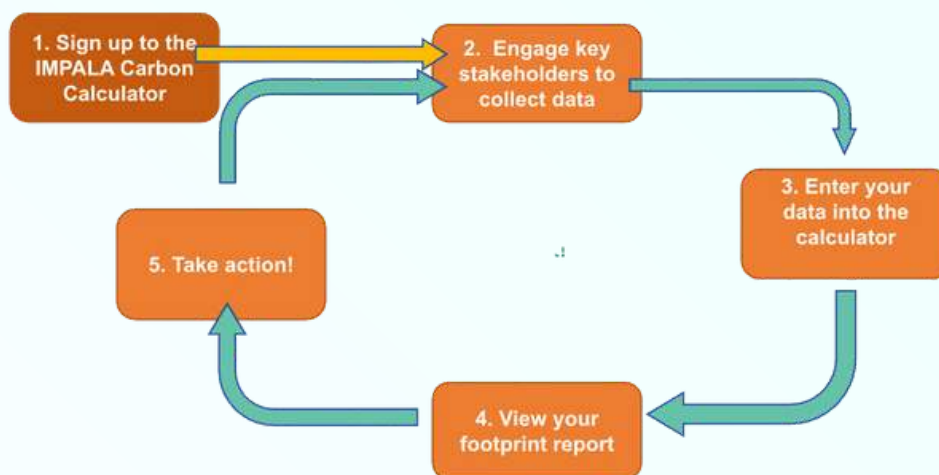 1. Sign up to the
IMPALA Carbon
Calculator
2. Engage key
stakeholders to
collect data
3. Enter your
data into the
calculator
4. View your
footprint report
5. Take action!